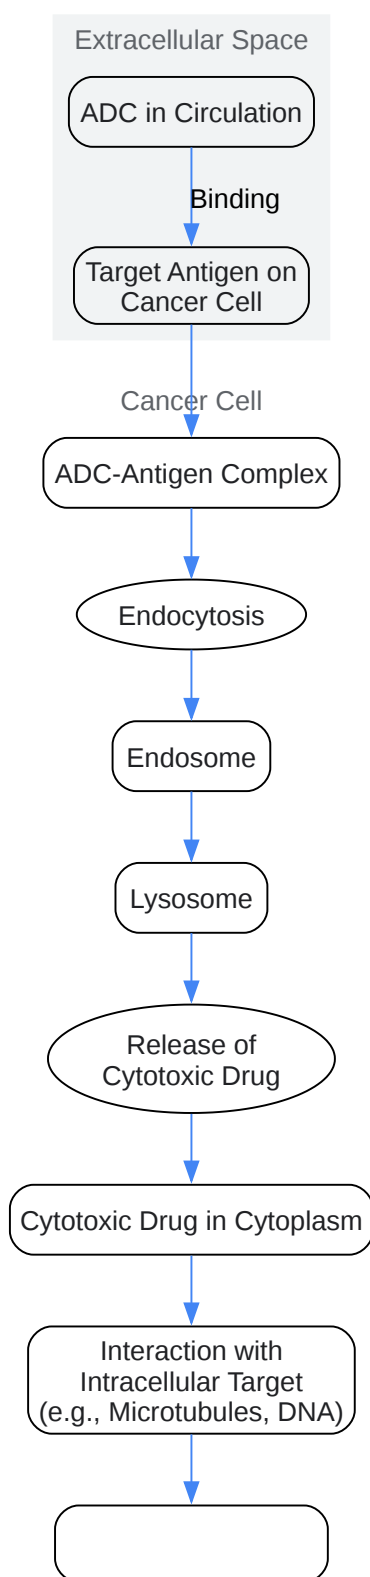 Extracellular Space
ADC in Circulation
Binding
Target Antigen on
Cancer Cell
Cancer Cell
ADC-Antigen Complex
Endocytosis
Endosome
Lysosome
Release of
Cytotoxic Drug
Cytotoxic Drug in Cytoplasm
Interaction with
Intracellular Target
(e.g., Microtubules, DNA)